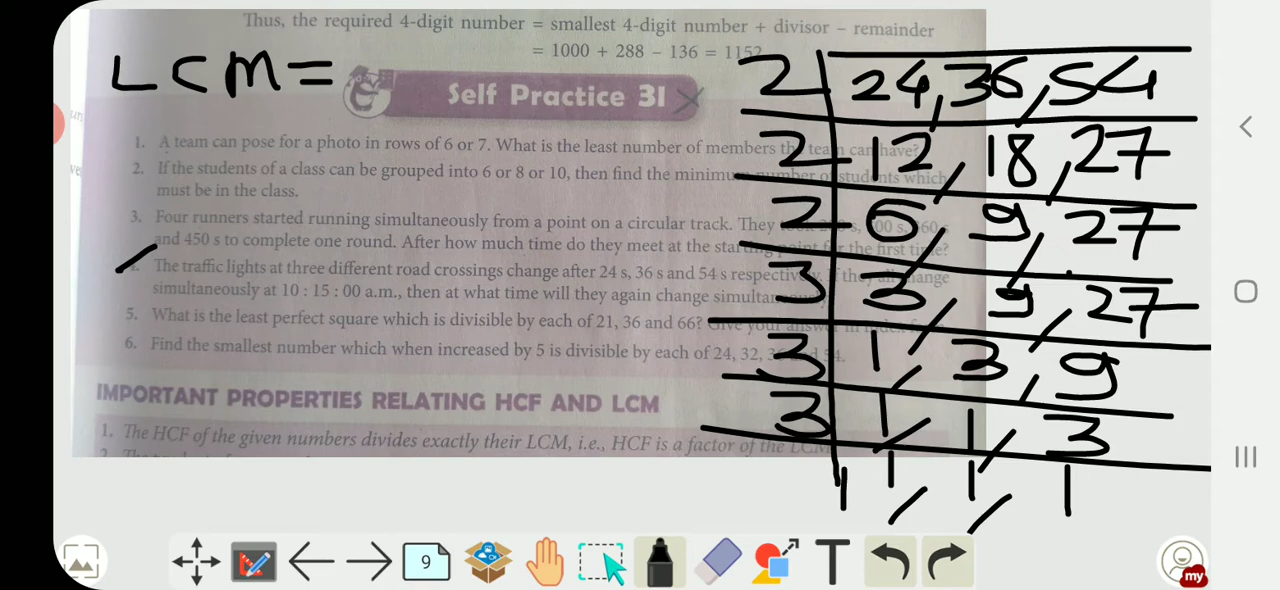 Thus, the required 4-digit number = smallest 4-digit number + divisor − remainder
= 1000 + 288 − 136 = 1152
LCM=
Self Practice 3I
1. A team can pose for a photo in rows of 6 or 7. What is the least number of members the team can have?
2. If the students of a class can be grouped into 6 or 8 or 10, then find the minimum number of students which
must be in the class.
3. Four runners started running simultaneously from a point on a circular track. They took s, 00 s, 360 s
and 450 s to complete one round. After how much time do they meet at the starting point for the first time?
The traffic lights at three different road crossings change after 24 s, 36 s and 54 s respectively. If they all change
simultaneously at 10 : 15 : 00 a.m., then at what time will they again change simultaneously
5. What is the least perfect square which is divisible by each of 21, 36 and 66? Give your answer in index
6. Find the smallest number which when increased by 5 is divisible by each of 24, 32, 36 and 54.
IMPORTANT PROPERTIES RELATING HCF AND LCM
1. The HCF of the given numbers divides exactly their LCM, i.e., HCF is a factor of the LCM
2 24,36,54
2 12,18,27
2 6,9,27
3 3,9,27
3 1,3,9
3 1,1,3
1 1,1,1
9
T
my